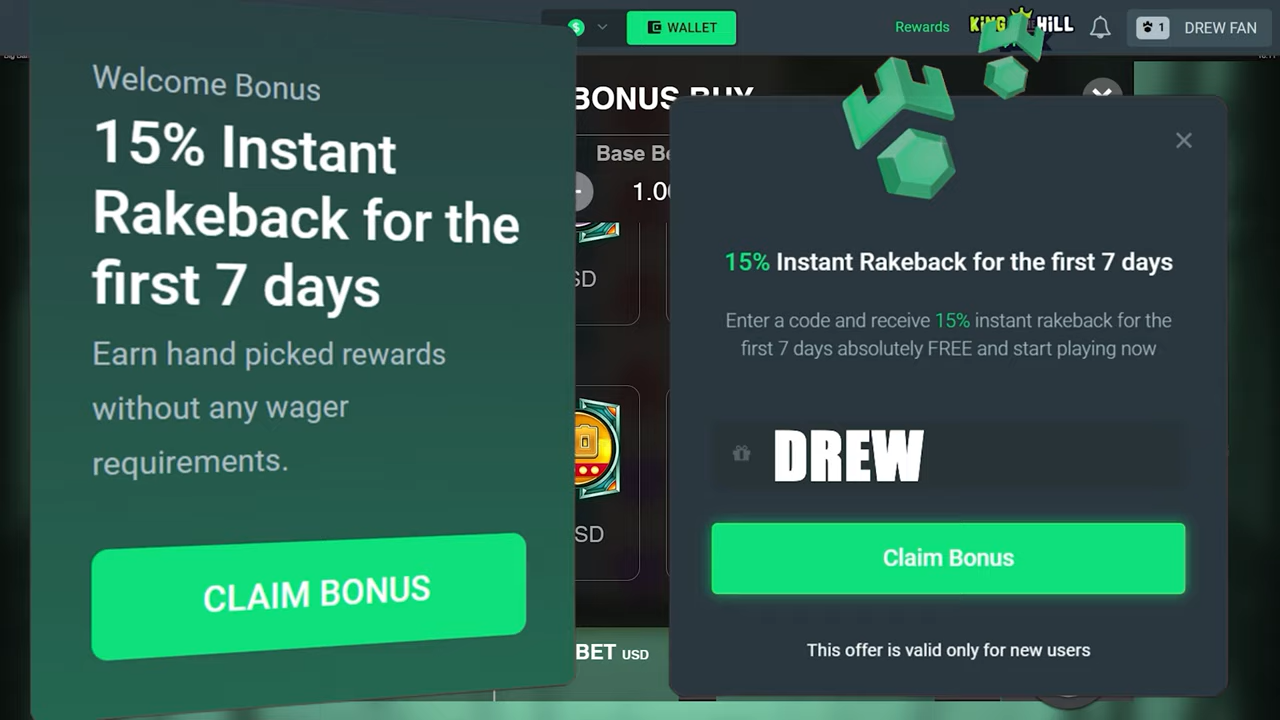 WALLET
Rewards
KING OF THE HILL
1
DREW FAN
Welcome Bonus
15% Instant
Rakeback for the
first 7 days
Earn hand picked rewards
without any wager
requirements.
CLAIM BONUS
BONUS BUY
Base Be
1.00
SD
SD
BET USD
15% Instant Rakeback for the first 7 days
Enter a code and receive 15% instant rakeback for the
first 7 days absolutely FREE and start playing now
DREW
Claim Bonus
This offer is valid only for new users